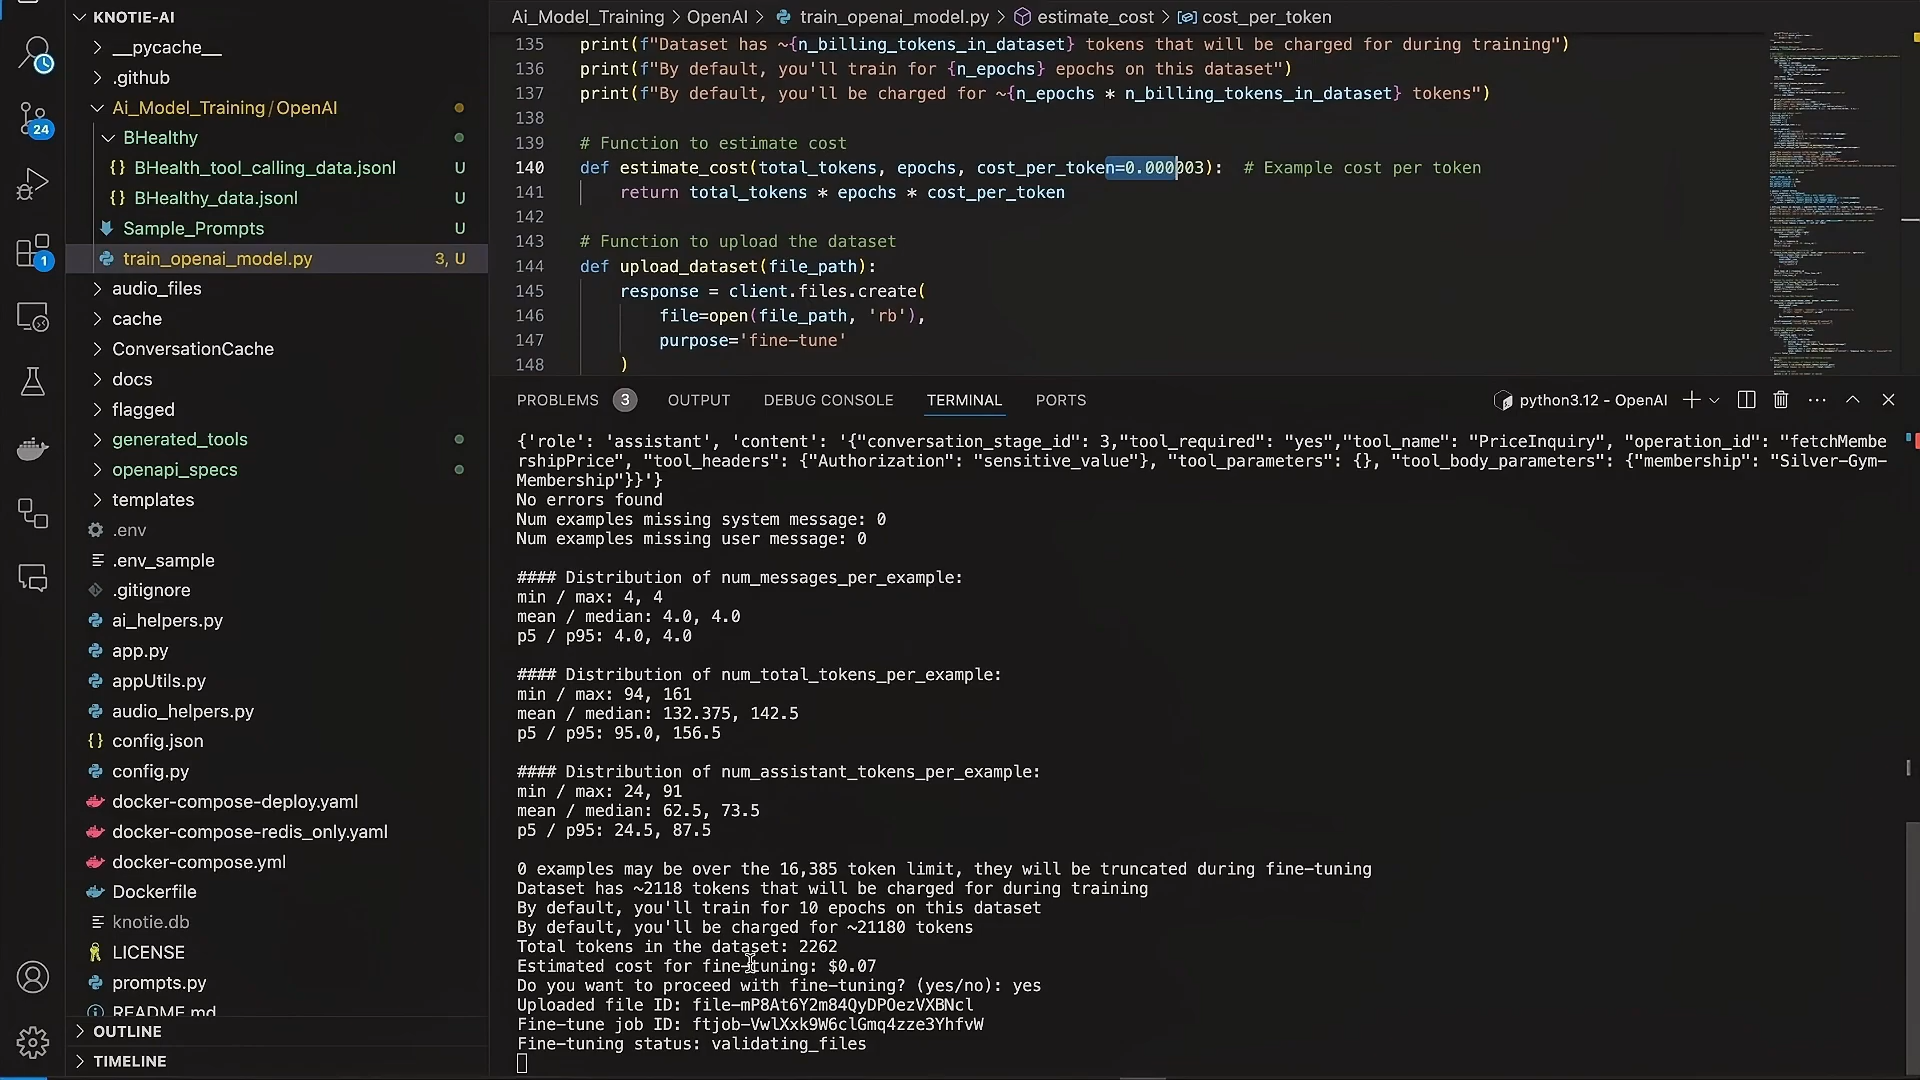 KNOTIE-AI
__pycache__
.github
Ai_Model_Training / OpenAI
BHealthy
BHealth_tool_calling_data.jsonl U
BHealthy_data.jsonl U
Sample_Prompts U
train_openai_model.py 3, U
audio_files
cache
ConversationCache
docs
flagged
generated_tools
openapi_specs
templates
.env
.env_sample
.gitignore
ai_helpers.py
app.py
appUtils.py
audio_helpers.py
config.json
config.py
docker-compose-deploy.yaml
docker-compose-redis_only.yaml
docker-compose.yml
Dockerfile
knotie.db
LICENSE
prompts.py
README.md
OUTLINE
TIMELINE
24
1
Ai_Model_Training > OpenAI > train_openai_model.py > estimate_cost > cost_per_token
135 print(f"Dataset has ~{n_billing_tokens_in_dataset} tokens that will be charged for during training")
136 print(f"By default, you'll train for {n_epochs} epochs on this dataset")
137 print(f"By default, you'll be charged for ~{n_epochs * n_billing_tokens_in_dataset} tokens")
138
139 # Function to estimate cost
140 def estimate_cost(total_tokens, epochs, cost_per_token=0.000003): # Example cost per token
141 return total_tokens * epochs * cost_per_token
142
143 # Function to upload the dataset
144 def upload_dataset(file_path):
145 response = client.files.create(
146 file=open(file_path, 'rb'),
147 purpose='fine-tune'
148 )
PROBLEMS 3 OUTPUT DEBUG CONSOLE TERMINAL PORTS python3.12 - OpenAI
{'role': 'assistant', 'content': '{"conversation_stage_id": 3,"tool_required": "yes","tool_name": "PriceInquiry", "operation_id": "fetchMembe
rshipPrice", "tool_headers": {"Authorization": "sensitive_value"}, "tool_parameters": {}, "tool_body_parameters": {"membership": "Silver-Gym-
Membership"}}'}
No errors found
Num examples missing system message: 0
Num examples missing user message: 0
#### Distribution of num_messages_per_example:
min / max: 4, 4
mean / median: 4.0, 4.0
p5 / p95: 4.0, 4.0
#### Distribution of num_total_tokens_per_example:
min / max: 94, 161
mean / median: 132.375, 142.5
p5 / p95: 95.0, 156.5
#### Distribution of num_assistant_tokens_per_example:
min / max: 24, 91
mean / median: 62.5, 73.5
p5 / p95: 24.5, 87.5
0 examples may be over the 16,385 token limit, they will be truncated during fine-tuning
Dataset has ~2118 tokens that will be charged for during training
By default, you'll train for 10 epochs on this dataset
By default, you'll be charged for ~21180 tokens
Total tokens in the dataset: 2262
Estimated cost for fine-tuning: $0.07
Do you want to proceed with fine-tuning? (yes/no): yes
Uploaded file ID: file-mP8At6Y2m84QyDPOezVXBNcl
Fine-tune job ID: ftjob-VwlXxk9W6clGmq4zze3YhfvW
Fine-tuning status: validating_files